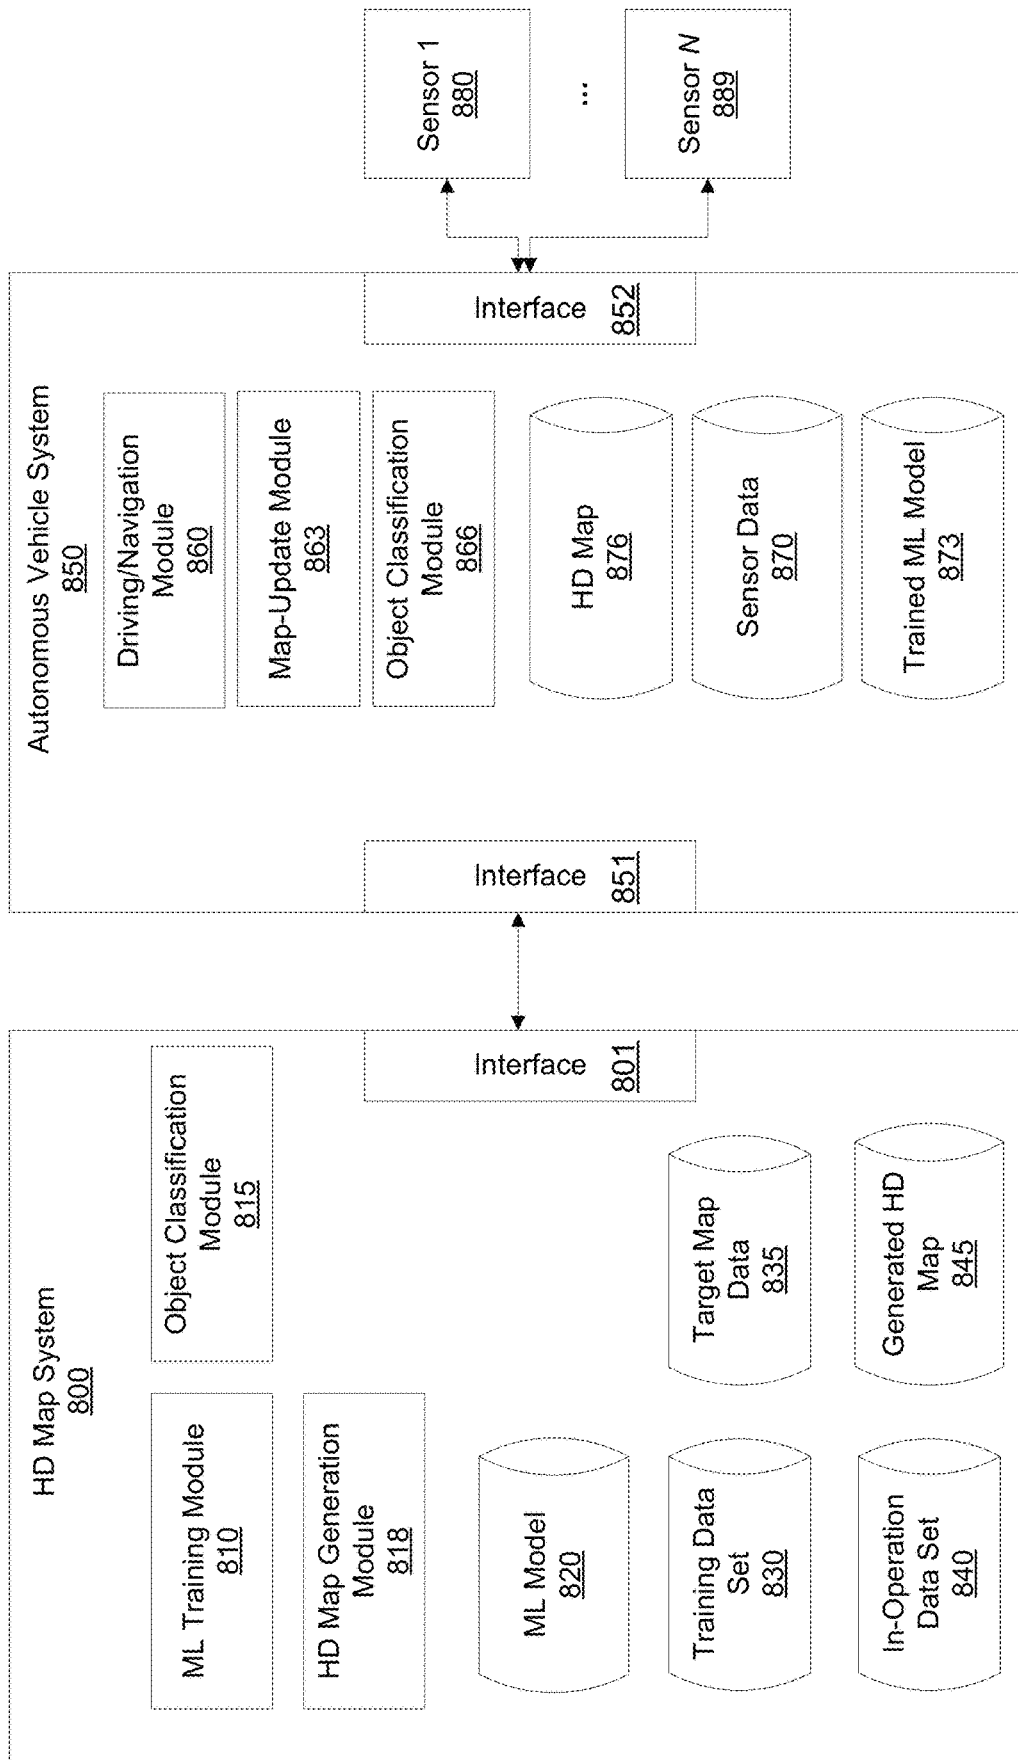 HD Map System
800
ML Training Module
810
Object Classification
Module
815
HD Map Generation
Module
818
ML Model
820
Training Data
Set
830
Target Map
Data
835
In-Operation
Data Set
840
Generated HD
Map
845
Interface
801
Autonomous Vehicle System
850
Interface
851
Driving/Navigation
Module
860
Map-Update Module
863
Object Classification
Module
866
HD Map
876
Sensor Data
870
Trained ML Model
873
Interface
852
Sensor 1
880
...
Sensor N
889